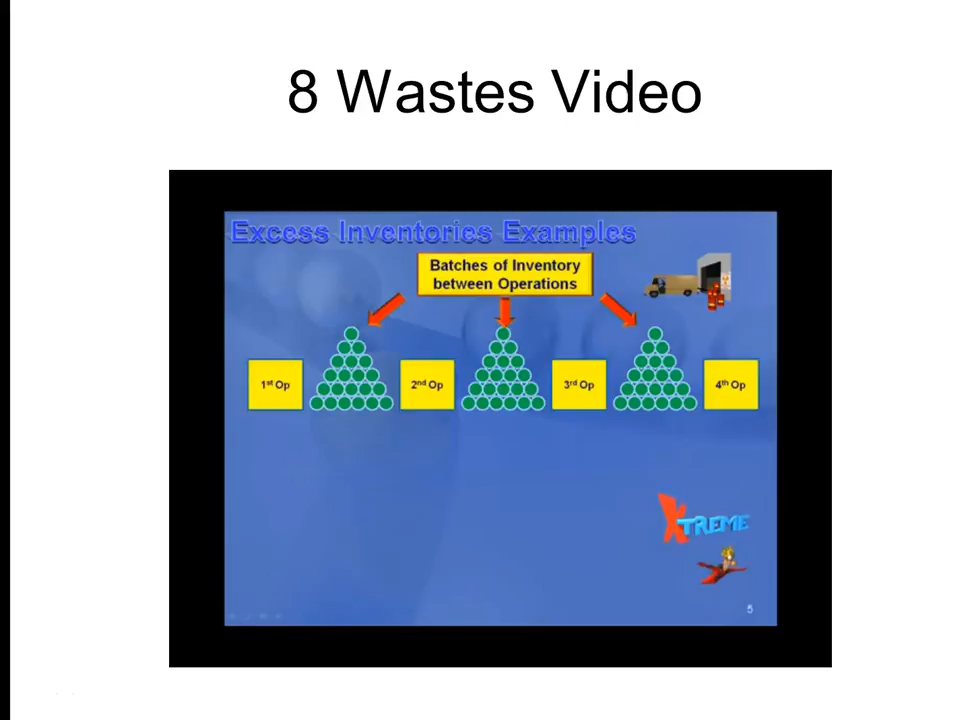 8 Wastes Video
Excess Inventories Examples
Batches of Inventory
between Operations
1st Op
2nd Op
3rd Op
4th Op
XTREME
5